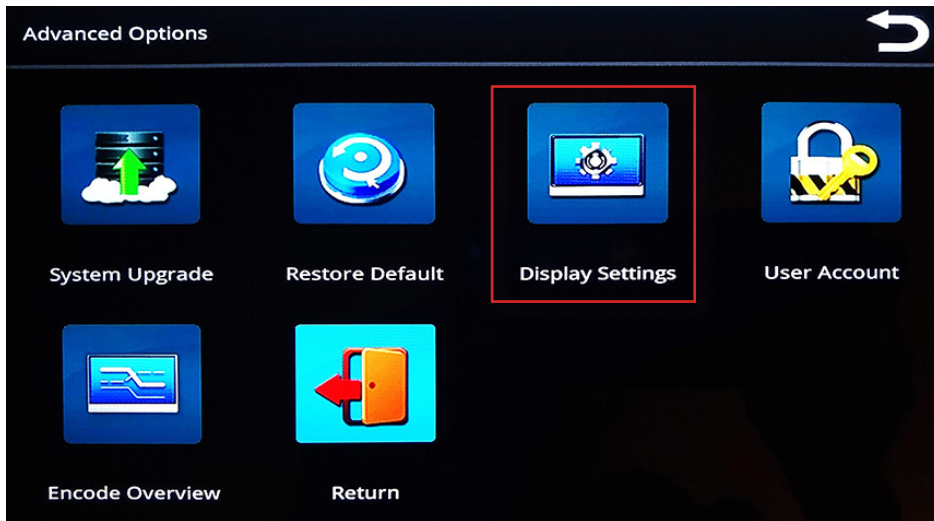 Advanced Options
System Upgrade
Restore Default
Display Settings
User Account
Encode Overview
Return